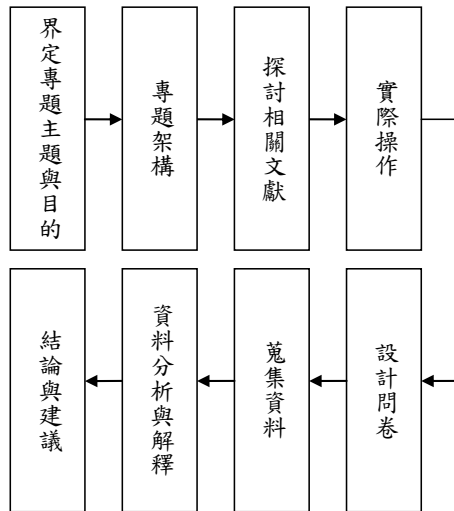 界定專題主題與目的
專題架構
探討相關文獻
實際操作
設計問卷
蒐集資料
資料分析與解釋
結論與建議